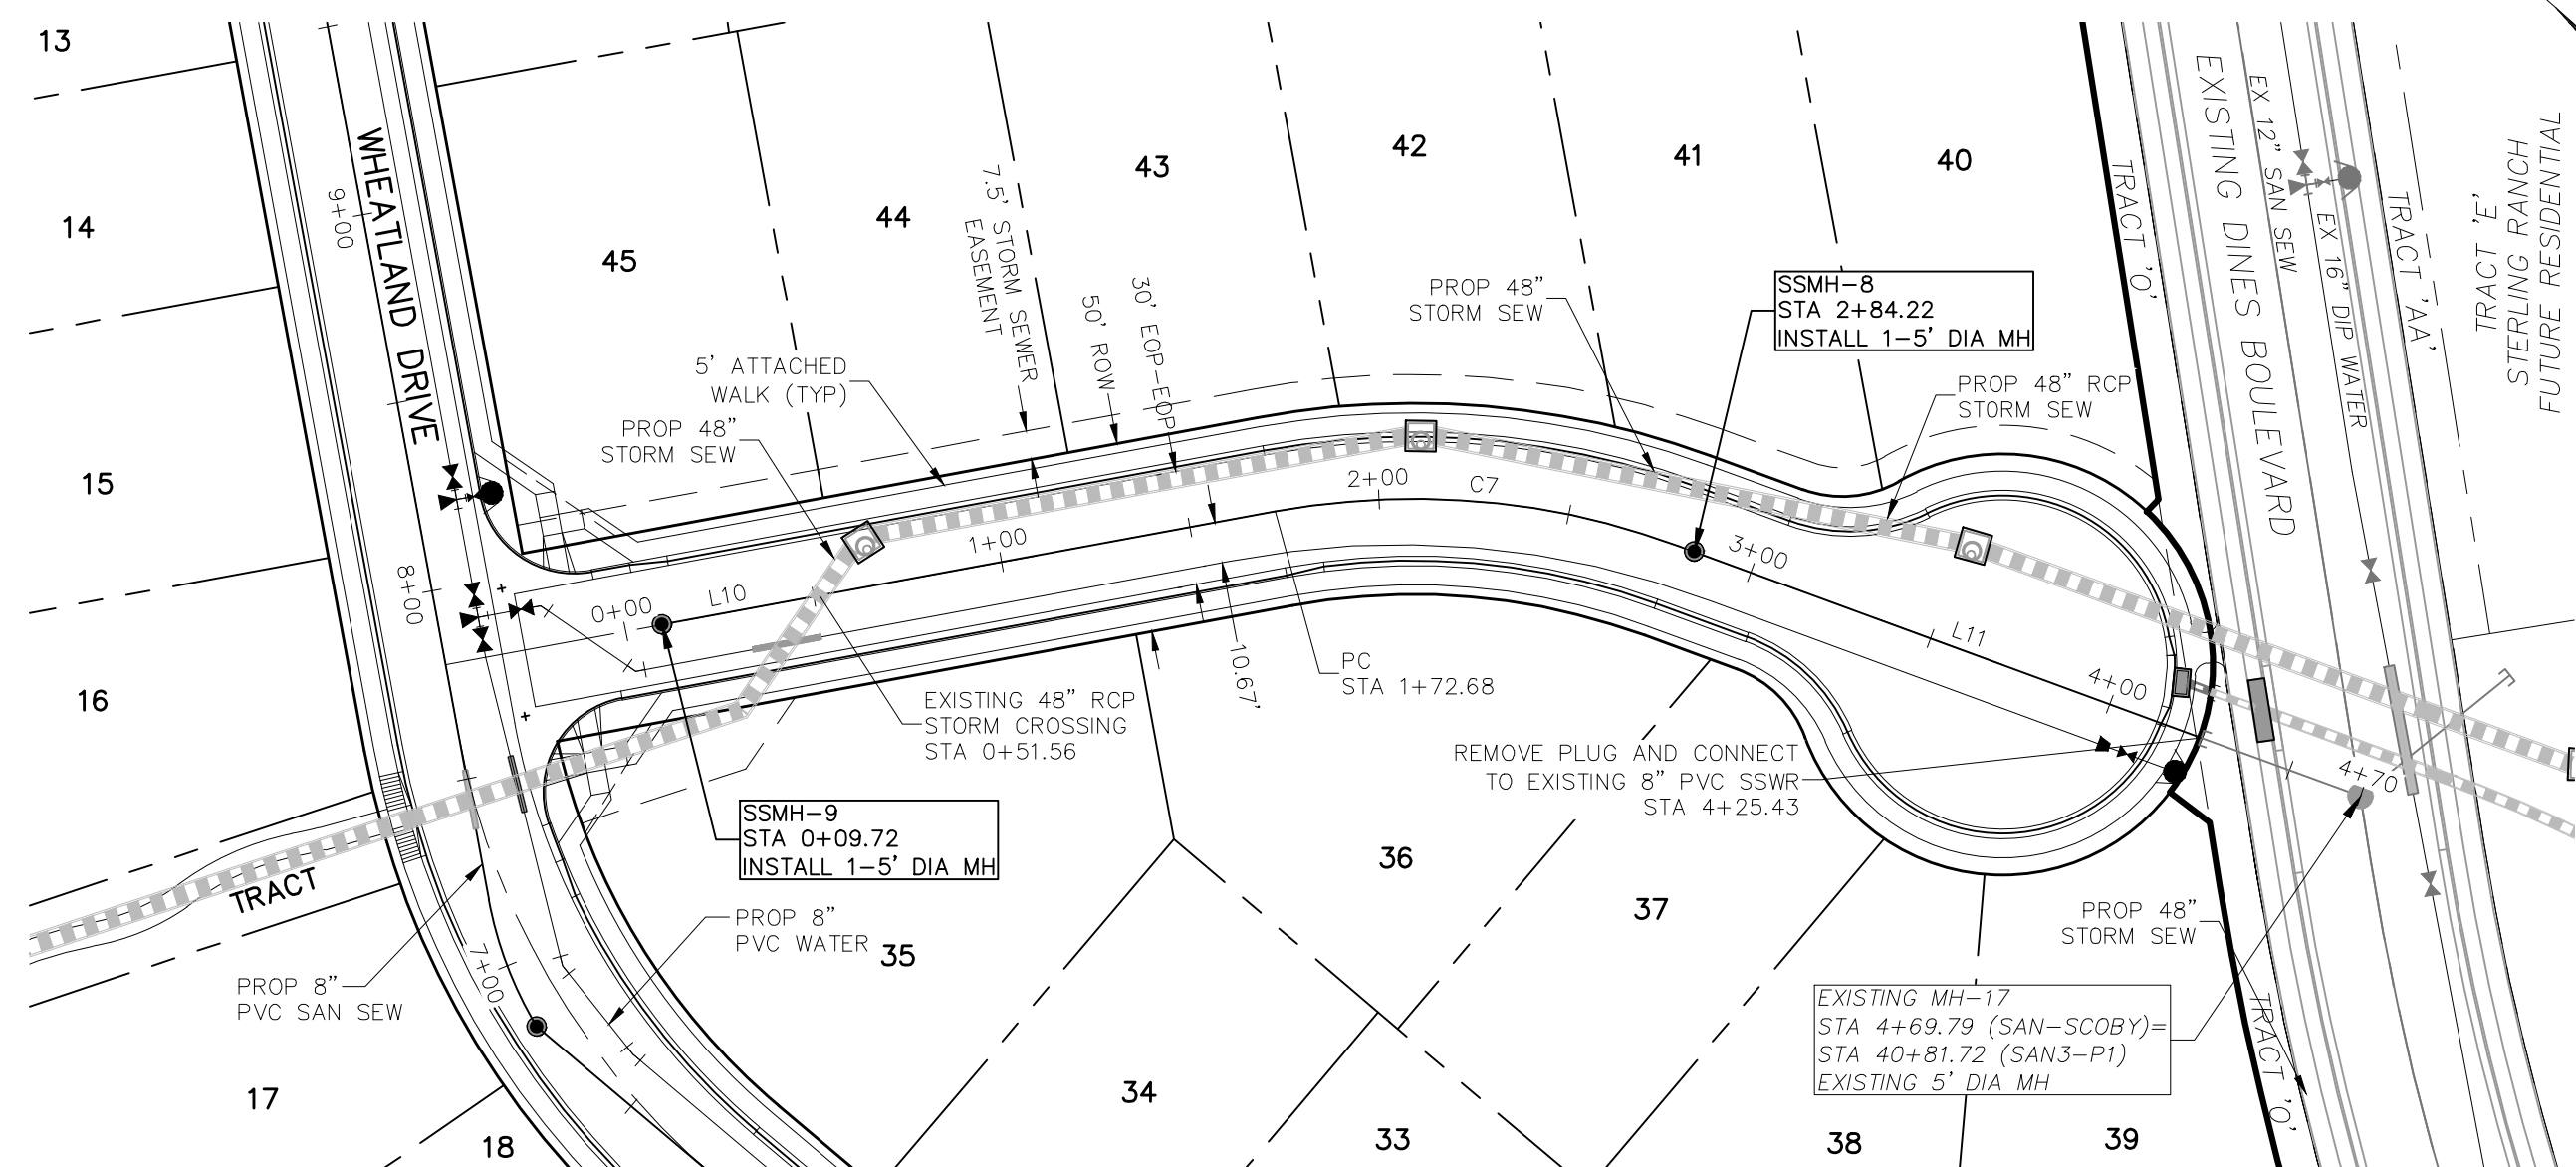 13
14
15
16
17
18
WHEATLAND DRIVE
9+00
8+00
7+00
45
44
43
42
41
40
7.5' STORM SEWER
EASEMENT
50' ROW
30' EOP-EOP
5' ATTACHED
WALK (TYP)
PROP 48"
STORM SEW
PROP 48"
STORM SEW
SSMH-8
STA 2+84.22
INSTALL 1-5' DIA MH
PROP 48" RCP
STORM SEW
0+00
L10
1+00
2+00
C7
3+00
L11
4+00
4+70
10.67'
PC
STA 1+72.68
EXISTING 48" RCP
STORM CROSSING
STA 0+51.56
SSMH-9
STA 0+09.72
INSTALL 1-5' DIA MH
REMOVE PLUG AND CONNECT
TO EXISTING 8" PVC SSWR
STA 4+25.43
TRACT
PROP 8"
PVC SAN SEW
PROP 8"
PVC WATER
35
36
37
34
33
38
39
PROP 48"
STORM SEW
EXISTING MH-17
STA 4+69.79 (SAN-SCOBY)=
STA 40+81.72 (SAN3-P1)
EXISTING 5' DIA MH
TRACT 'O'
EXISTING DINES BOULEVARD
EX 12" SAN SEW
EX 16" DIP WATER
TRACT 'AA'
TRACT 'E'
STERLING RANCH
FUTURE RESIDENTIAL
TRACT 'O'